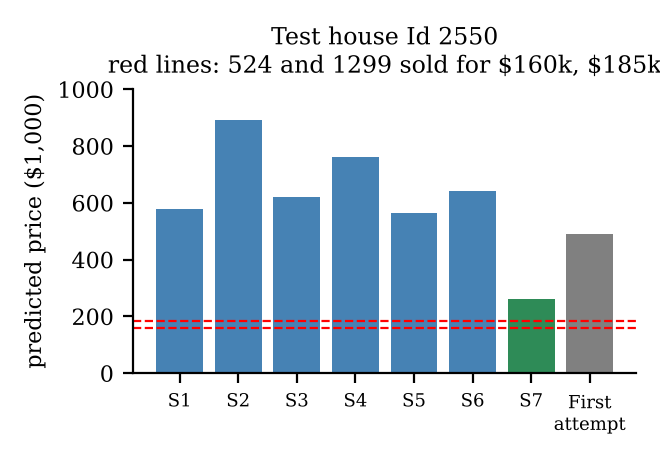 Test house Id 2550
red lines: 524 and 1299 sold for $160k, $185k
predicted price ($1,000)
1000
800
600
400
200
0
S1 S2 S3 S4 S5 S6 S7 First
attempt